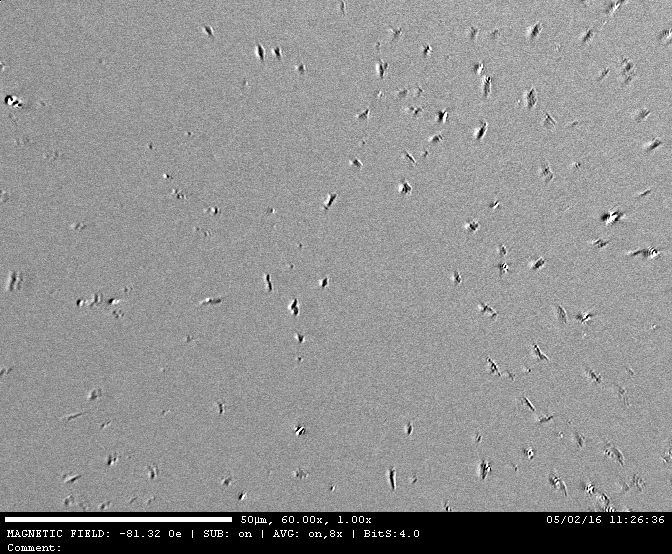 50µm, 60.00x, 1.00x 05/02/16 11:26:36
MAGNETIC FIELD: -81.32 Oe | SUB: on | AVG: on,8x | BitS:4.0
Comment: